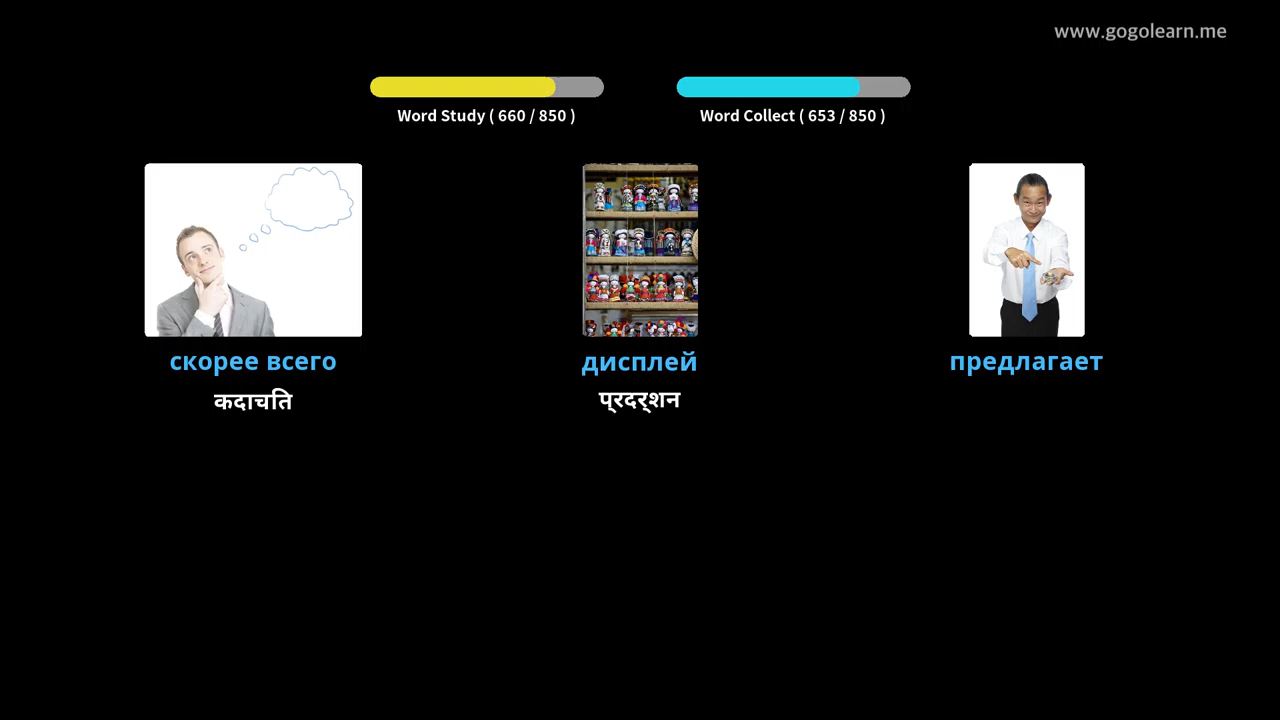 www.gogolearn.me
Word Study ( 660 / 850 )
Word Collect ( 653 / 850 )
скорее всего
дисплей
предлагает
कदाचति
प्रदर्शन